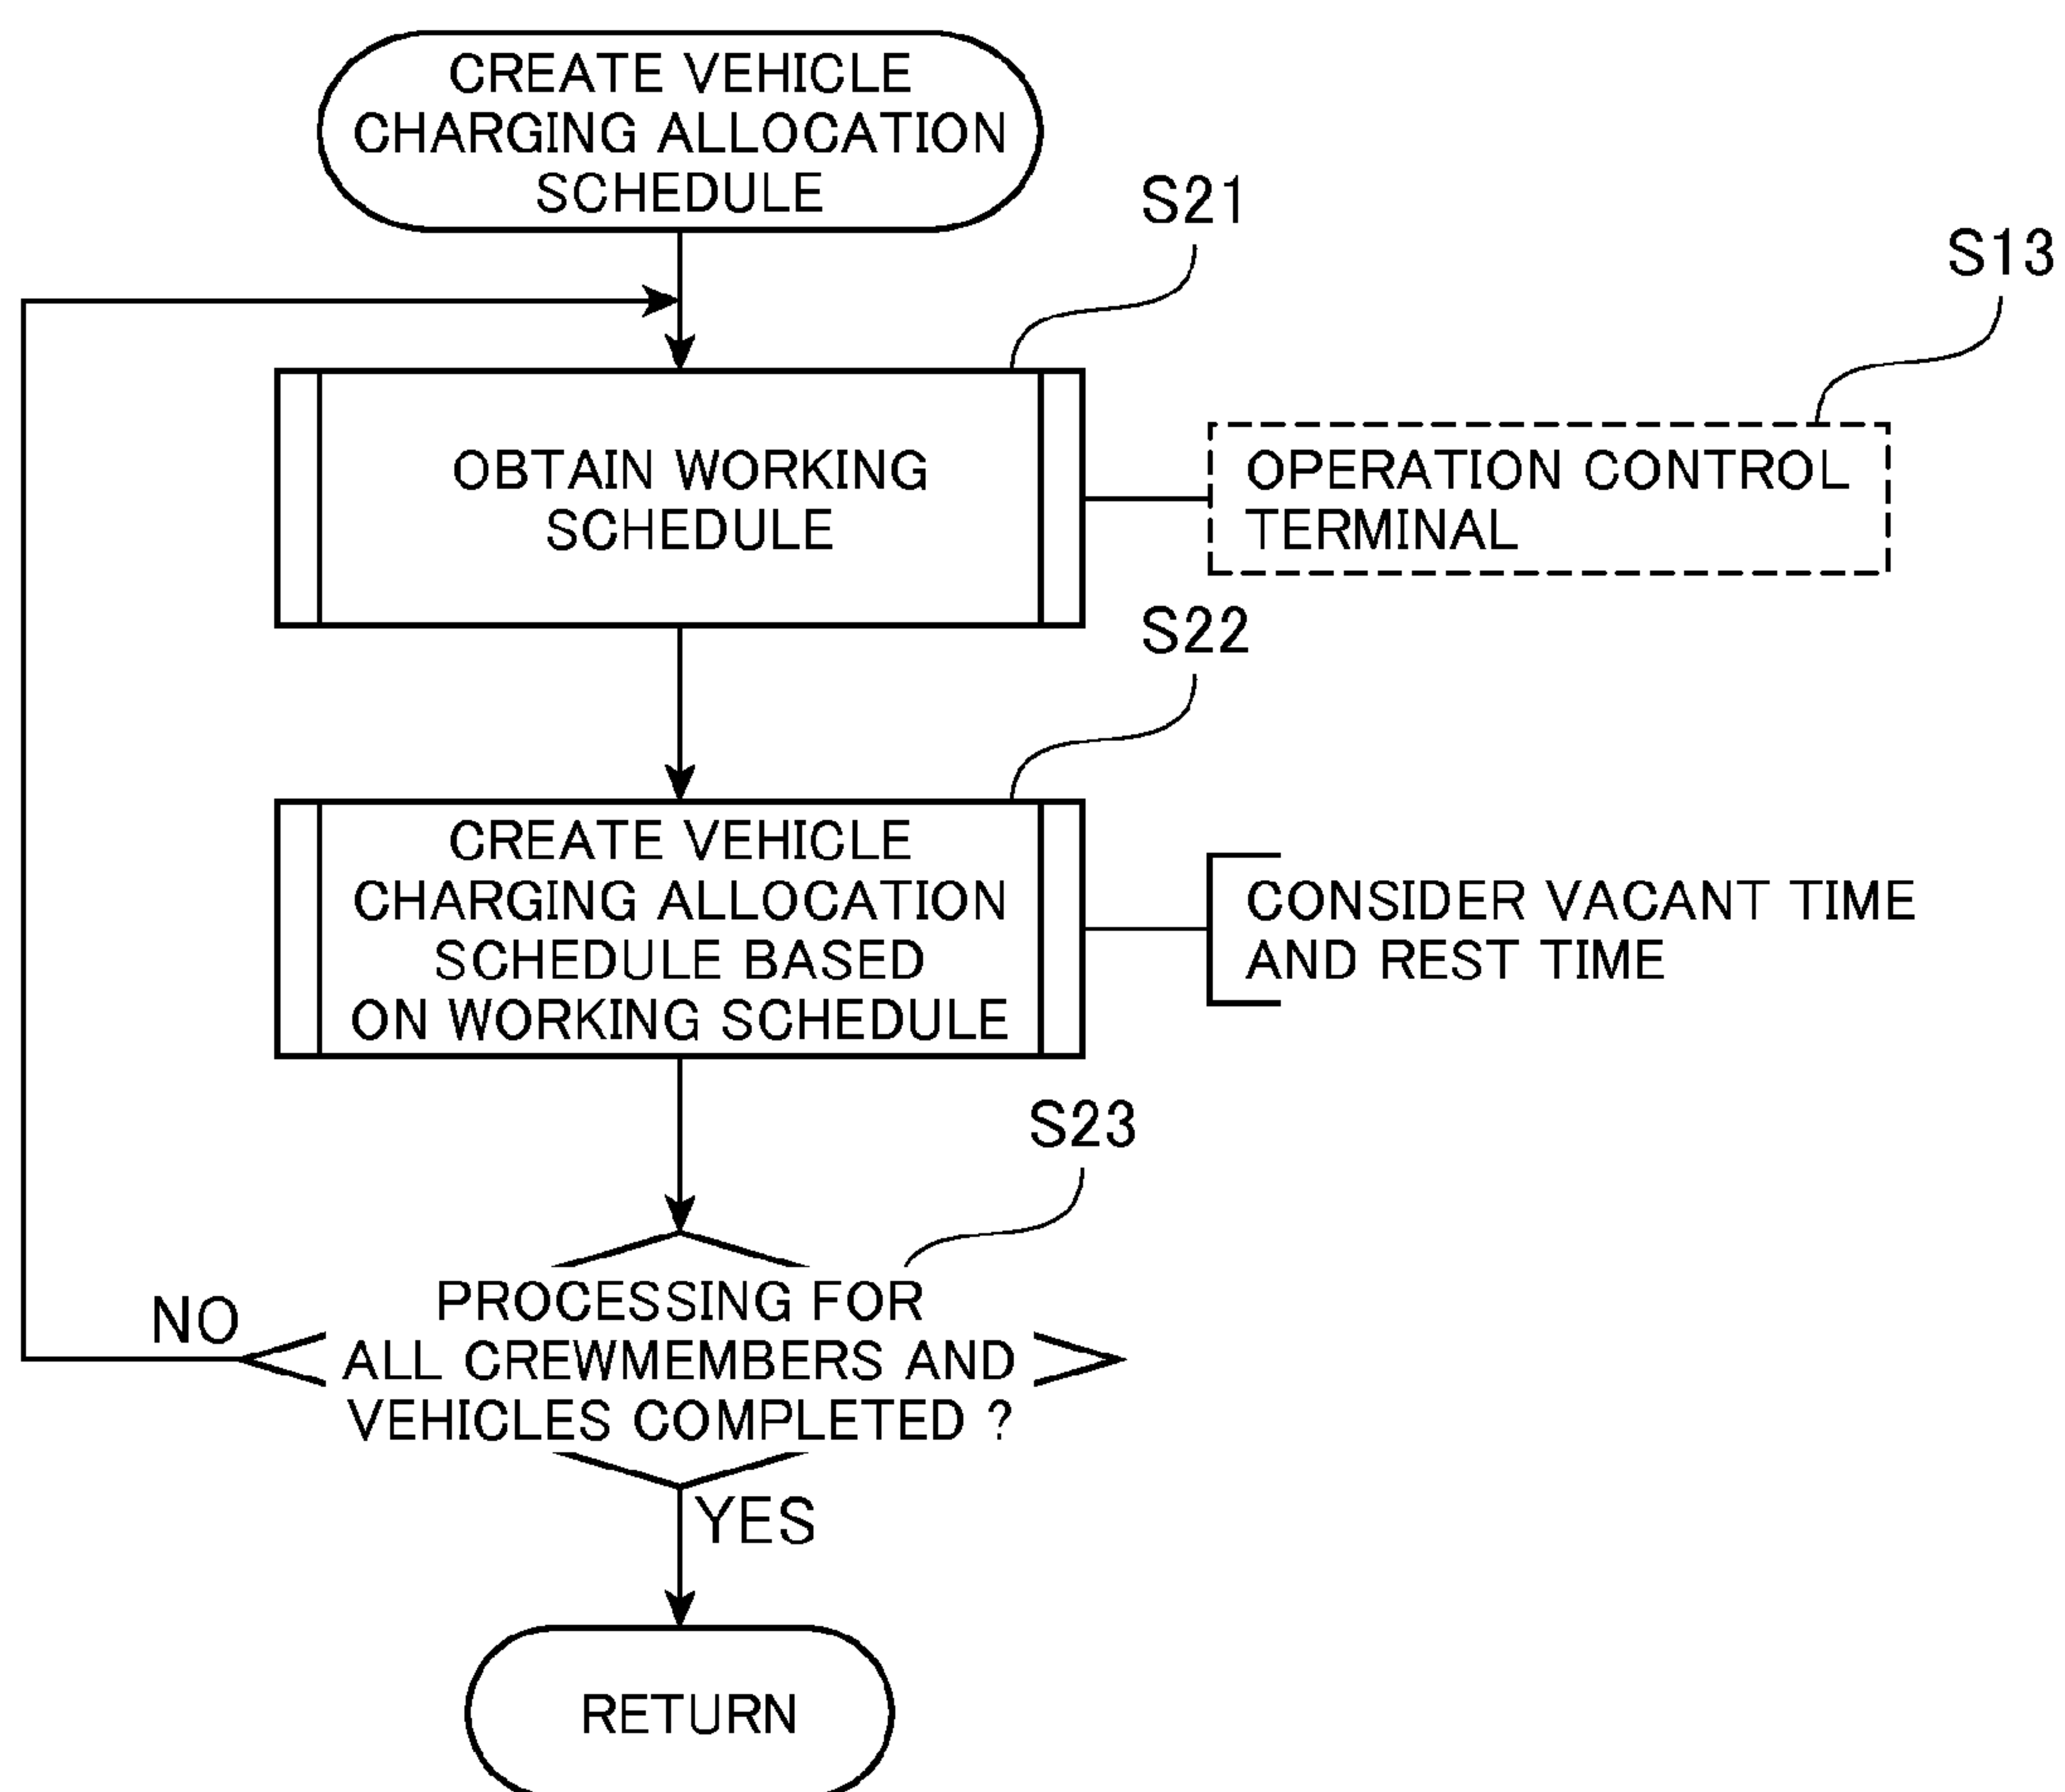 CREATE VEHICLE
CHARGING ALLOCATION
SCHEDULE
S21
S13
OBTAIN WORKING
SCHEDULE
OPERATION CONTROL
TERMINAL
S22
CREATE VEHICLE
CHARGING ALLOCATION
SCHEDULE BASED
ON WORKING SCHEDULE
CONSIDER VACANT TIME
AND REST TIME
S23
PROCESSING FOR
ALL CREWMEMBERS AND
VEHICLES COMPLETED ?
NO
YES
RETURN